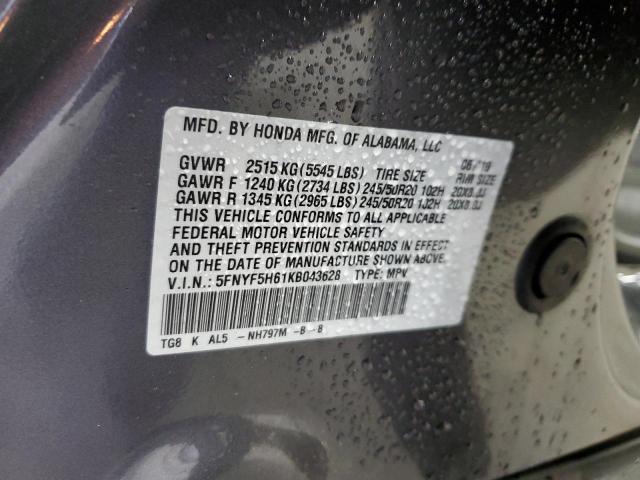 MFD. BY HONDA MFG. OF ALABAMA, LLC
GVWR 2515 KG (5545 LBS) TIRE SIZE RIM SIZE
GAWR F 1240 KG (2734 LBS) 245/50R20 102H
GAWR R 1345 KG (2965 LBS) 245/50R20 102H
THIS VEHICLE CONFORMS TO ALL APPLICABLE
FEDERAL MOTOR VEHICLE SAFETY
AND THEFT PREVENTION STANDARDS IN EFFECT
ON THE DATE OF MANUFACTURE SHOWN ABOVE.
V.I.N.: 5FNYF5H61KB043628 TYPE: MPV
TG8 K AL5 -NH797M -B -8